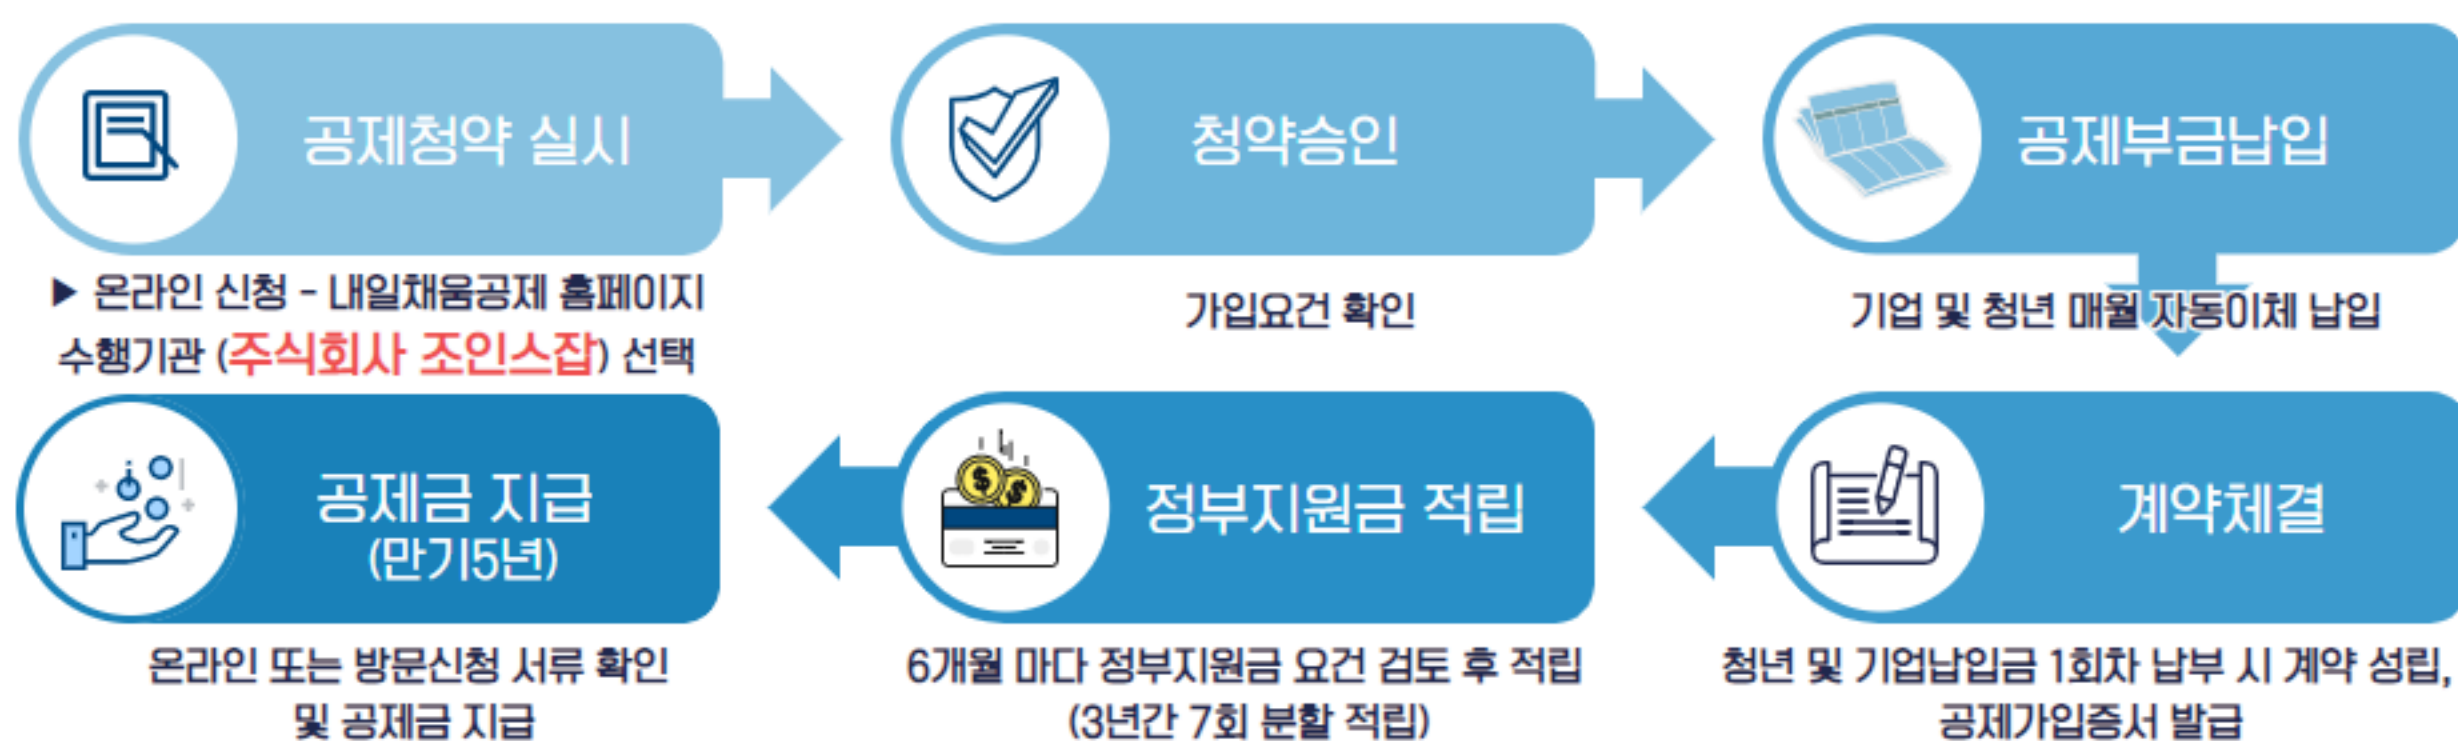 공제청약 실시
▶ 온라인 신청 - 내일채움공제 홈페이지
수행기관 (주식회사 조인스잡) 선택
청약승인
가입요건 확인
공제부금납입
기업 및 청년 매월 자동이체 납입
계약체결
청년 및 기업납입금 1회차 납부 시 계약 성립,
공제가입증서 발급
정부지원금 적립
6개월 마다 정부지원금 요건 검토 후 적립
(3년간 7회 분할 적립)
공제금 지급
(만기5년)
온라인 또는 방문신청 서류 확인
및 공제금 지급